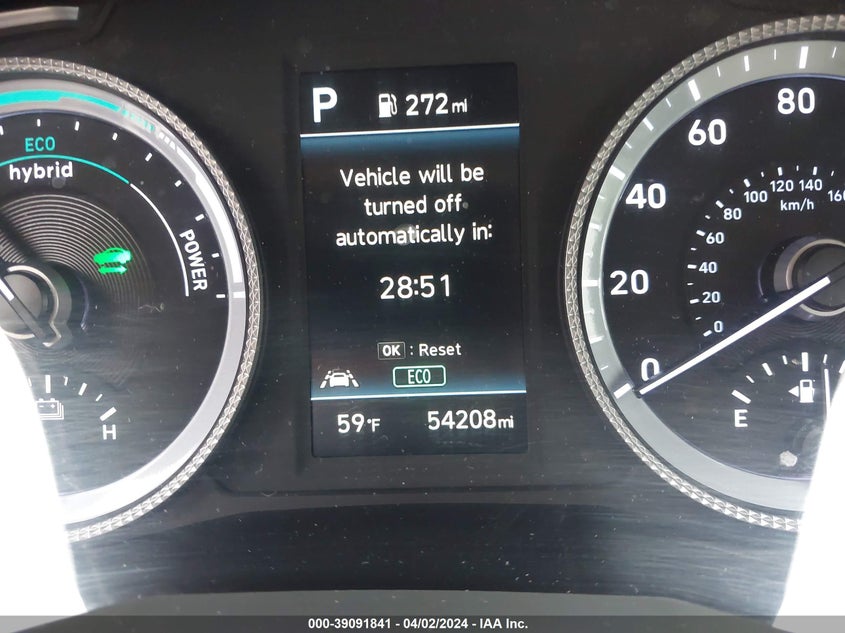 P 272 mi
Vehicle will be
turned off
automatically in:
28:51
OK : Reset
ECO
59°F 54208 mi
ECO
hybrid
POWER
H
80
60
40
20
0
120 140
100 160
km/h
80
60
40
20
0
E
000-39091841 / 04/02/2024 - IAA Inc.